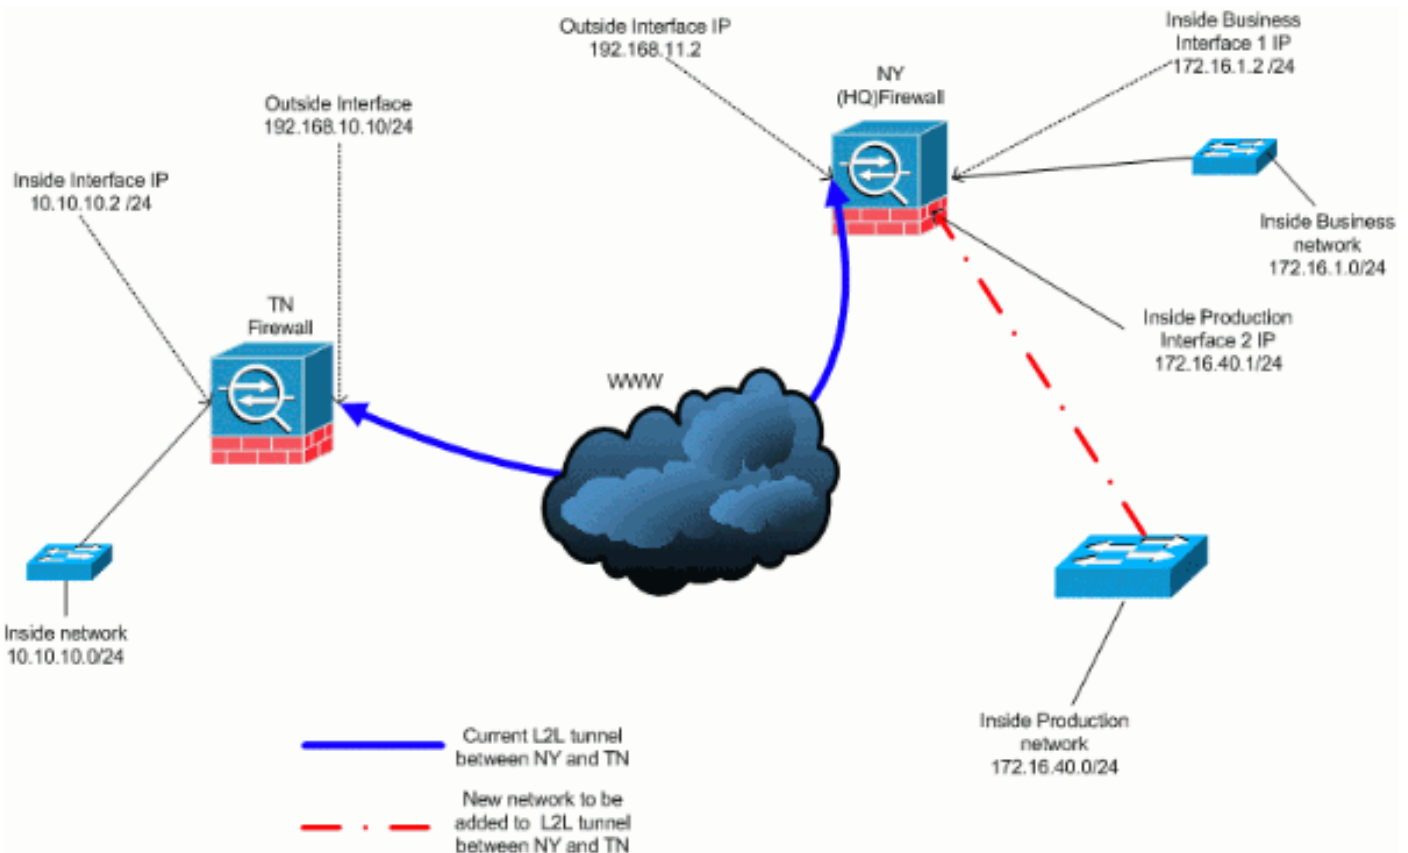 Outside Interface IP
192.168.11.2
Inside Business
Interface 1 IP
172.16.1.2 /24
NY
(HQ)Firewall
Outside Interface
192.168.10.10/24
Inside Interface IP
10.10.10.2 /24
Inside Business
network
172.16.1.0/24
TN
Firewall
Inside Production
Interface 2 IP
172.16.40.1/24
WWW
Inside network
10.10.10.0/24
Inside Production
network
172.16.40.0/24
Current L2L tunnel
between NY and TN
New network to be
added to L2L tunnel
between NY and TN